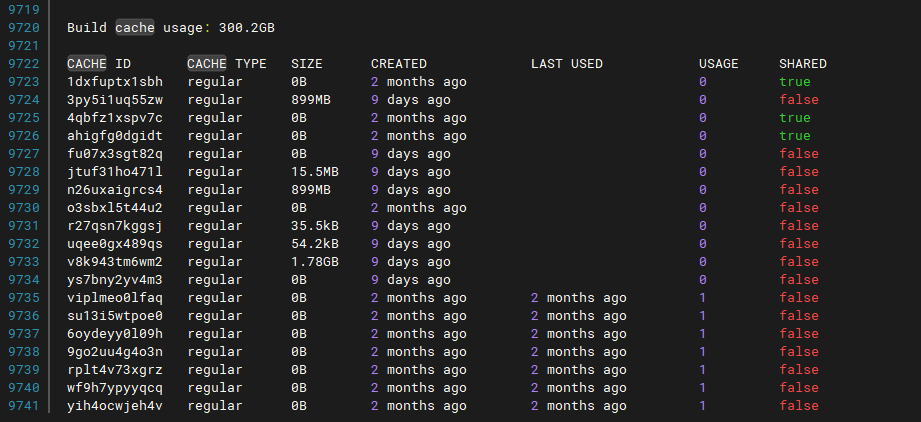 9719
9720 Build cache usage: 300.2GB
9721
9722 CACHE ID CACHE TYPE SIZE CREATED LAST USED USAGE SHARED
9723 1dxfuptx1sbh regular 0B 2 months ago 0 true
9724 3py5i1uq55zw regular 899MB 9 days ago 0 false
9725 4qbfz1xspv7c regular 0B 2 months ago 0 true
9726 ahigfg0dgidt regular 0B 2 months ago 0 true
9727 fu07x3sgt82q regular 0B 9 days ago 0 false
9728 jtuf31ho471l regular 15.5MB 9 days ago 0 false
9729 n26uxaigrcs4 regular 899MB 9 days ago 0 false
9730 o3sbxl5t44u2 regular 0B 2 months ago 0 false
9731 r27qsn7kggsj regular 35.5kB 9 days ago 0 false
9732 uqee0gx489qs regular 54.2kB 9 days ago 0 false
9733 v8k943tm6wm2 regular 1.78GB 9 days ago 0 false
9734 ys7bny2yv4m3 regular 0B 9 days ago 0 false
9735 viplmeo0lfaq regular 0B 2 months ago 2 months ago 1 false
9736 su13i5wtpoe0 regular 0B 2 months ago 2 months ago 1 false
9737 6oydeyy0l09h regular 0B 2 months ago 2 months ago 1 false
9738 9go2uu4g4o3n regular 0B 2 months ago 2 months ago 1 false
9739 rplt4v73xgrz regular 0B 2 months ago 2 months ago 1 false
9740 wf9h7ypyyqcq regular 0B 2 months ago 2 months ago 1 false
9741 yih4ocwjeh4v regular 0B 2 months ago 2 months ago 1 false